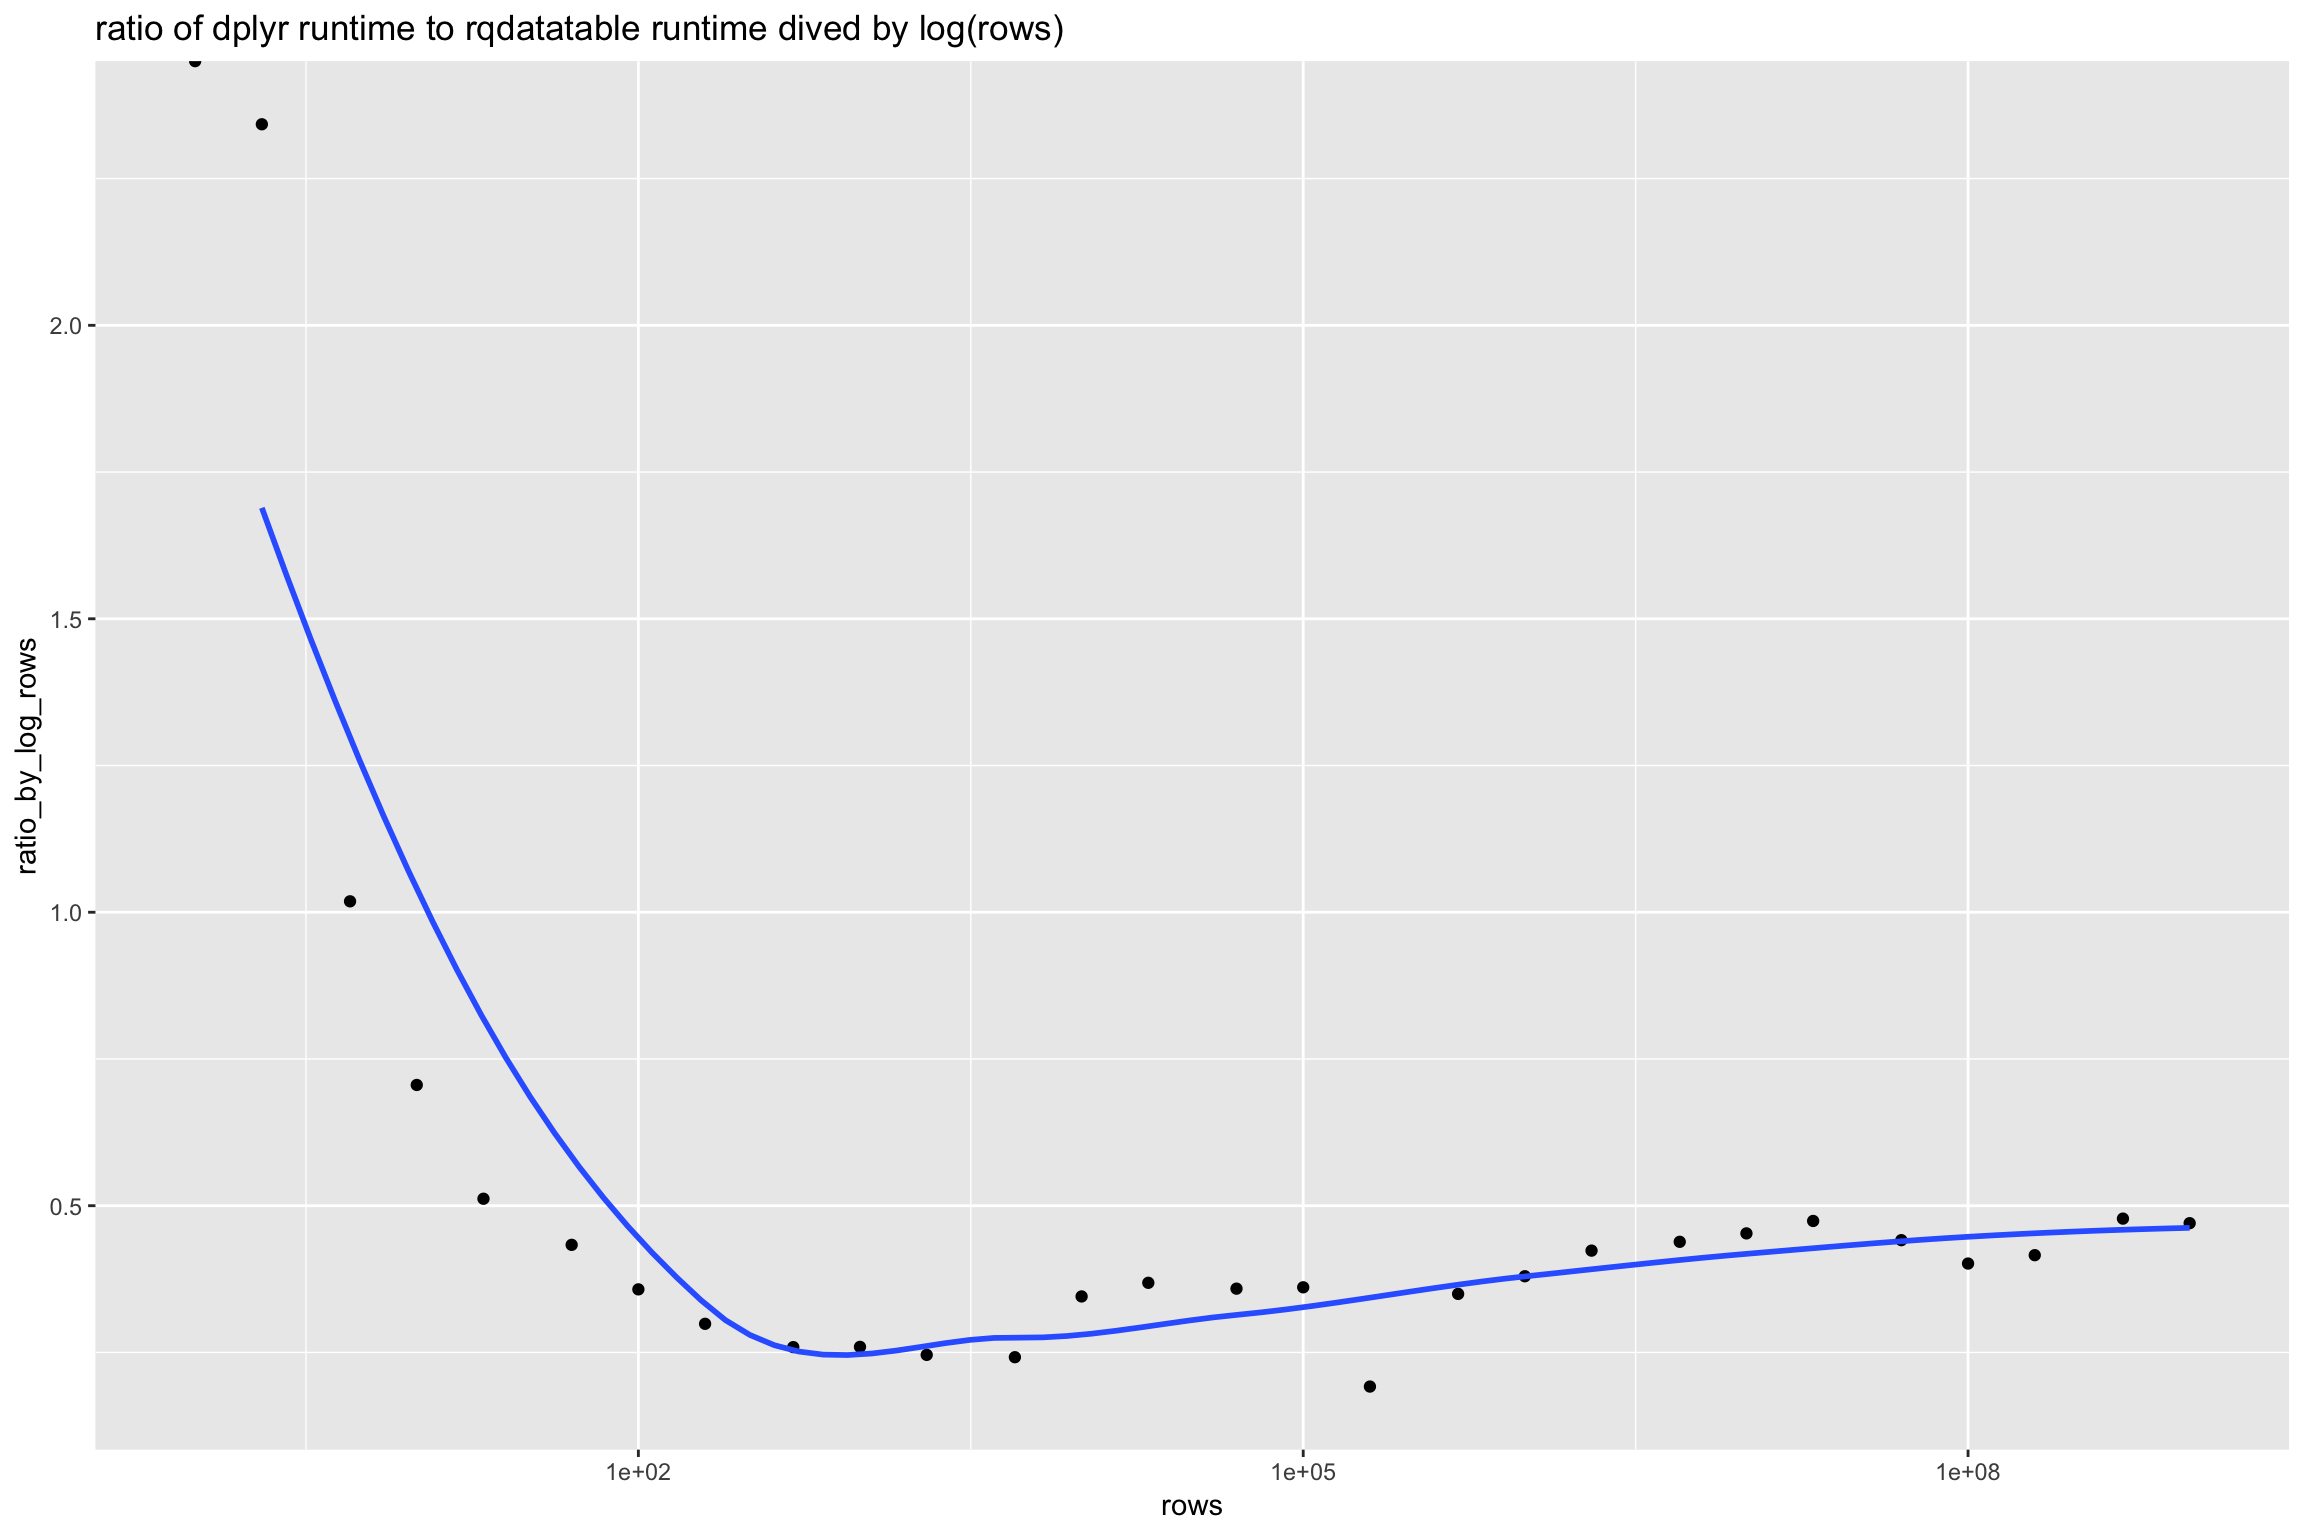 ratio of dplyr runtime to rqdatatable runtime dived by log(rows)
ratio_by_log_rows
2.0
1.5
1.0
0.5
1e+02
1e+05
1e+08
rows